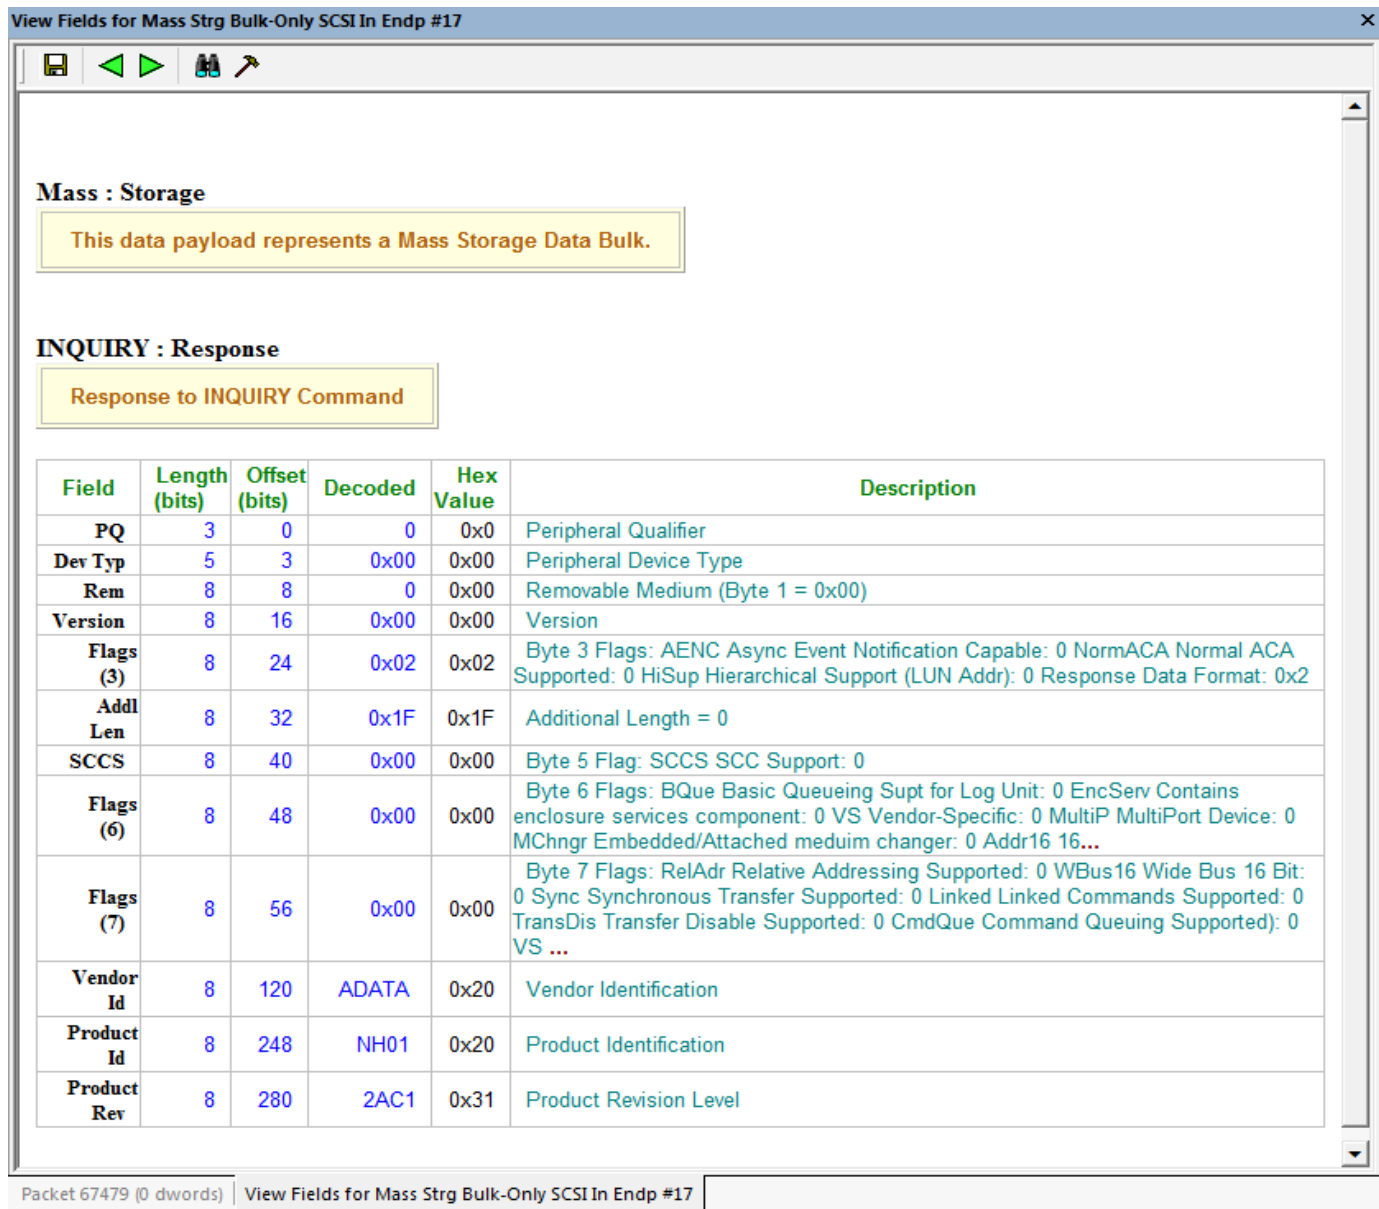 View Fields for Mass Strg Bulk-Only SCSI In Endp #17
Mass : Storage
This data payload represents a Mass Storage Data Bulk.
INQUIRY : Response
Response to INQUIRY Command
Field Length (bits) Offset (bits) Decoded Hex Value Description
PQ 3 0 0 0x0 Peripheral Qualifier
Dev Typ 5 3 0x00 0x00 Peripheral Device Type
Rem 8 8 0 0x00 Removable Medium (Byte 1 = 0x00)
Version 8 16 0x00 0x00 Version
Flags (3) 8 24 0x02 0x02 Byte 3 Flags: AENC Async Event Notification Capable: 0 NormACA Normal ACA
Supported: 0 HiSup Hierarchical Support (LUN Addr): 0 Response Data Format: 0x2
Addl Len 8 32 0x1F 0x1F Additional Length = 0
SCCS 8 40 0x00 0x00 Byte 5 Flag: SCCS SCC Support: 0
Flags (6) 8 48 0x00 0x00 Byte 6 Flags: BQue Basic Queueing Supt for Log Unit: 0 EncServ Contains
enclosure services component: 0 VS Vendor-Specific: 0 MultiP MultiPort Device: 0
MChngr Embedded/Attached meduim changer: 0 Addr16 16...
Flags (7) 8 56 0x00 0x00 Byte 7 Flags: RelAdr Relative Addressing Supported: 0 WBus16 Wide Bus 16 Bit:
0 Sync Synchronous Transfer Supported: 0 Linked Linked Commands Supported: 0
TransDis Transfer Disable Supported: 0 CmdQue Command Queuing Supported): 0
VS ...
Vendor Id 8 120 ADATA 0x20 Vendor Identification
Product Id 8 248 NH01 0x20 Product Identification
Product Rev 8 280 2AC1 0x31 Product Revision Level
Packet 67479 (0 dwords) View Fields for Mass Strg Bulk-Only SCSI In Endp #17